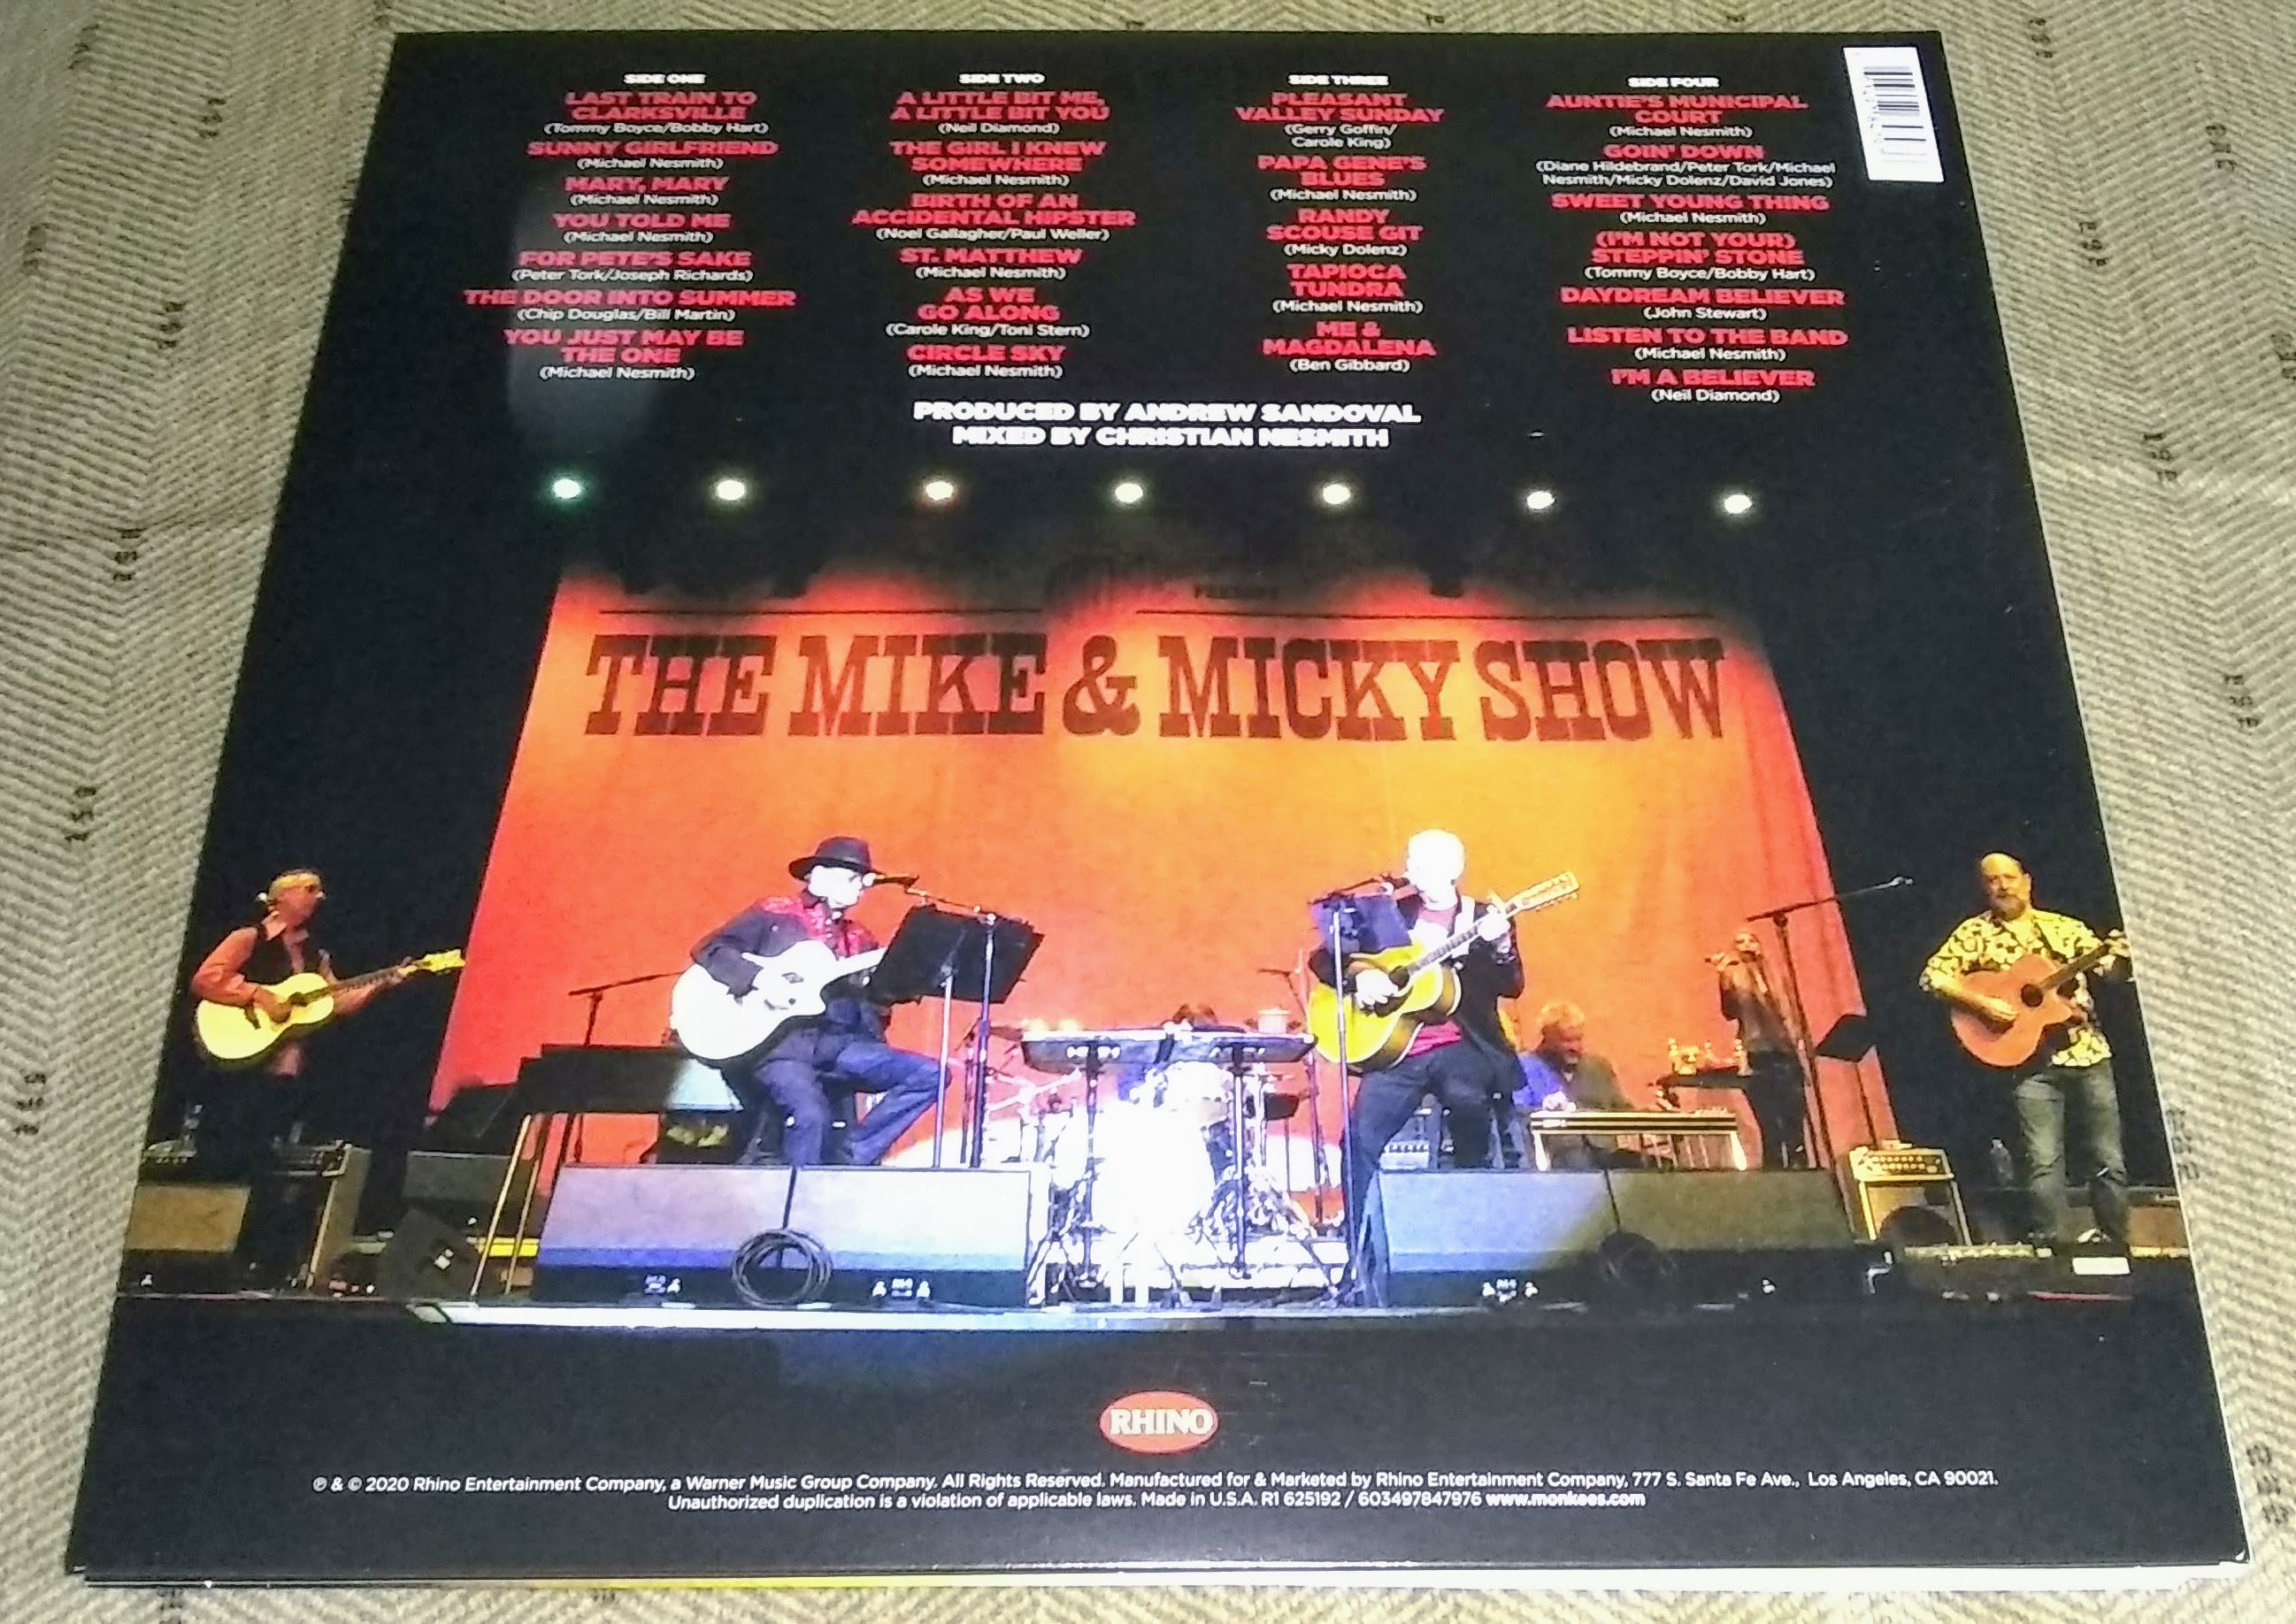 SIDE ONE
LAST TRAIN TO
CLARKSVILLE
(Tommy Boyce/Bobby Hart)
SUNNY GIRLFRIEND
(Michael Nesmith)
MARY, MARY
(Michael Nesmith)
YOU TOLD ME
(Michael Nesmith)
FOR PETE'S SAKE
(Peter Tork/Joseph Richards)
THE DOOR INTO SUMMER
(Chip Douglas/Bill Martin)
YOU JUST MAY BE
THE ONE
(Michael Nesmith)
SIDE TWO
A LITTLE BIT ME,
A LITTLE BIT YOU
(Neil Diamond)
THE GIRL I KNEW
SOMEWHERE
(Michael Nesmith)
BIRTH OF AN
ACCIDENTAL HIPSTER
(Noel Gallagher/Paul Weller)
ST. MATTHEW
(Michael Nesmith)
AS WE
GO ALONG
(Carole King/Toni Stern)
CIRCLE SKY
(Michael Nesmith)
SIDE THREE
PLEASANT
VALLEY SUNDAY
(Gerry Goffin/
Carole King)
PAPA GENE'S
BLUES
(Michael Nesmith)
RANDY
SCOUSE GIT
(Micky Dolenz)
TAPIOCA
TUNDRA
(Michael Nesmith)
ME &
MAGDALENA
(Ben Gibbard)
SIDE FOUR
AUNTIE'S MUNICIPAL
COURT
(Michael Nesmith)
GOIN' DOWN
(Diane Hildebrand/Peter Tork/Michael
Nesmith/Micky Dolenz/David Jones)
SWEET YOUNG THING
(Michael Nesmith)
(I'M NOT YOUR)
STEPPIN' STONE
(Tommy Boyce/Bobby Hart)
DAYDREAM BELIEVER
(John Stewart)
LISTEN TO THE BAND
(Michael Nesmith)
I'M A BELIEVER
(Neil Diamond)
PRODUCED BY ANDREW SANDOVAL
MIXED BY CHRISTIAN NESMITH
PRESENT
THE MIKE & MICKY SHOW
RHINO
℗ & © 2020 Rhino Entertainment Company, a Warner Music Group Company. All Rights Reserved. Manufactured for & Marketed by Rhino Entertainment Company, 777 S. Santa Fe Ave., Los Angeles, CA 90021.
Unauthorized duplication is a violation of applicable laws. Made in U.S.A. R1 625192 / 603497847976 www.monkees.com